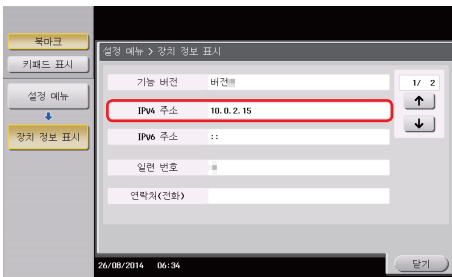 북마크
키패드 표시
설정 메뉴
장치 정보 표시
설정 메뉴 > 장치 정보 표시
기능 버전 버전
1/ 2
IPv4 주소 10.0.2.15
IPv6 주소 ::
일련 번호
연락처(전화)
26/08/2014 06:34
닫기